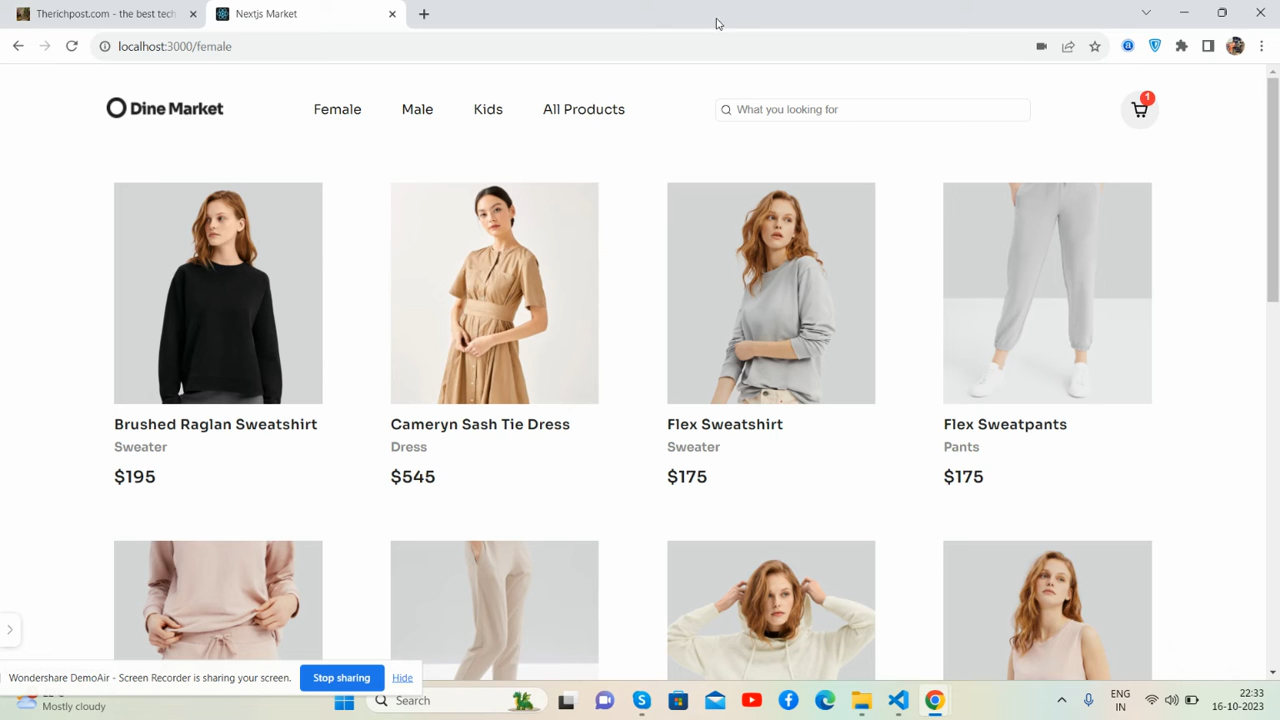 Therichpost.com - the best tech
Nextjs Market
localhost:3000/female
Dine Market
Female
Male
Kids
All Products
What you looking for
1
Brushed Raglan Sweatshirt
Sweater
$195
Cameryn Sash Tie Dress
Dress
$545
Flex Sweatshirt
Sweater
$175
Flex Sweatpants
Pants
$175
Wondershare DemoAir - Screen Recorder is sharing your screen.
Stop sharing
Hide
Mostly cloudy
Search
ENG
IN
22:33
16-10-2023